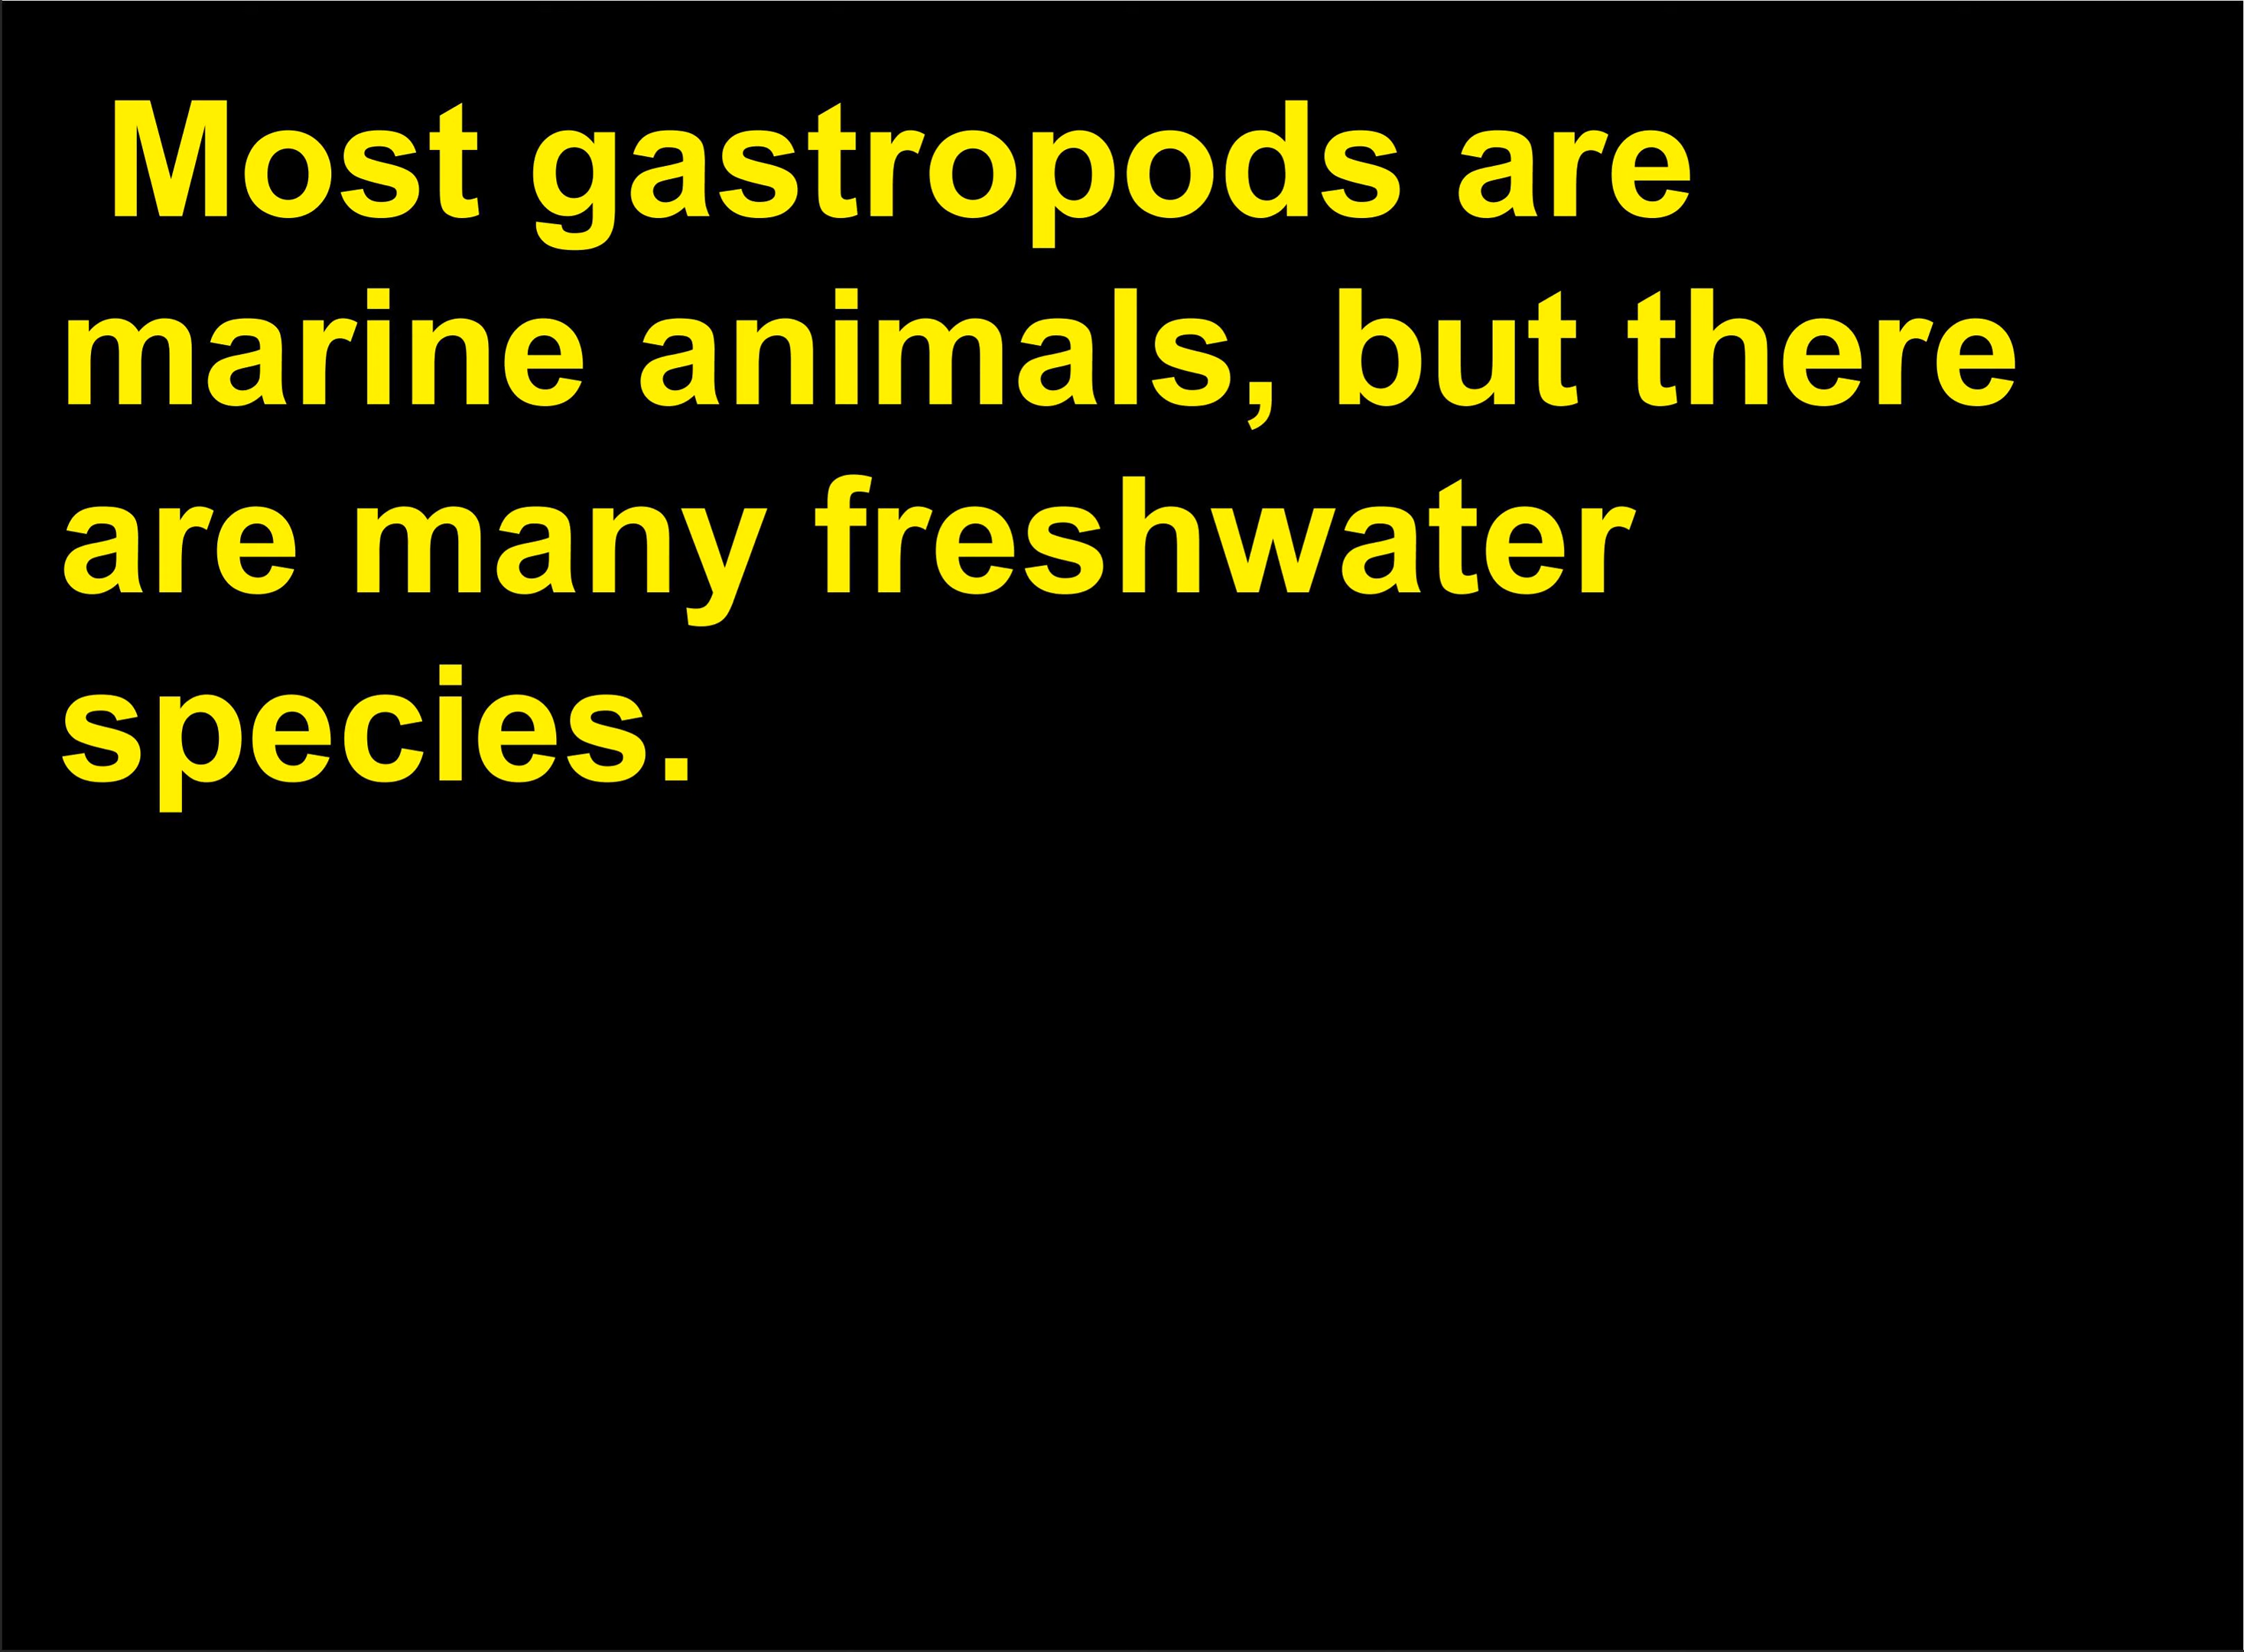 Most gastropods are
marine animals, but there
are many freshwater
species.